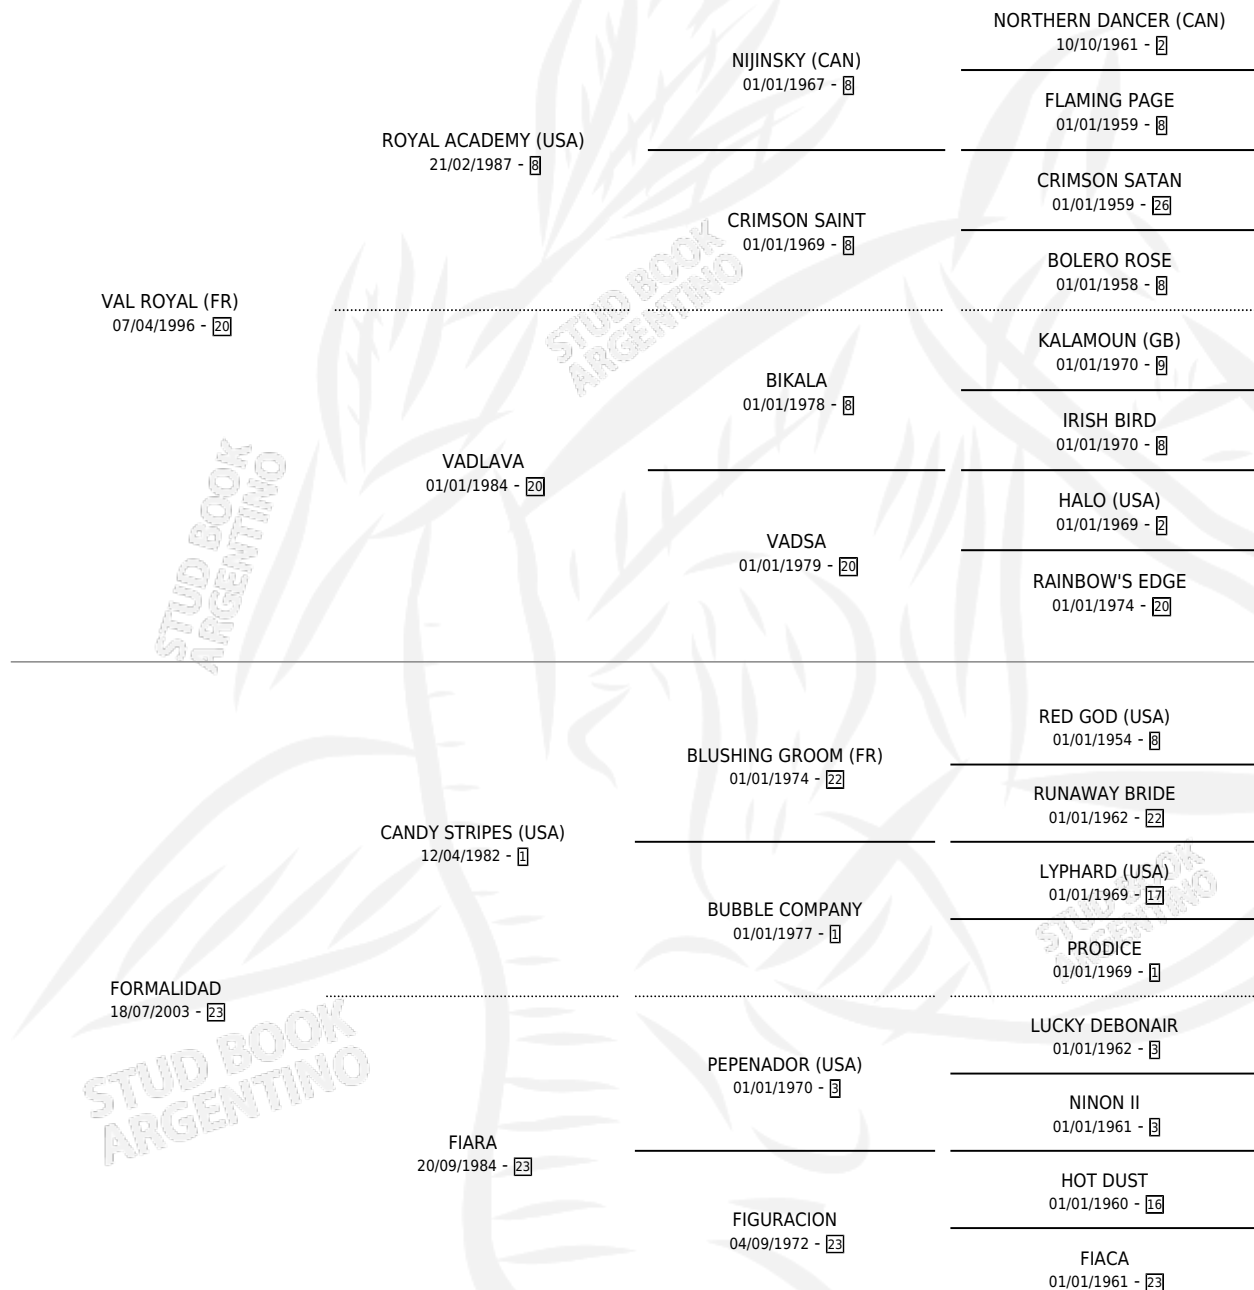 NORTHERN DANCER (CAN)
10/10/1961 - 2
NIJINSKY (CAN)
01/01/1967 - 8
FLAMING PAGE
01/01/1959 - 8
ROYAL ACADEMY (USA)
21/02/1987 - 8
CRIMSON SATAN
01/01/1959 - 26
CRIMSON SAINT
01/01/1969 - 8
BOLERO ROSE
01/01/1958 - 8
VAL ROYAL (FR)
07/04/1996 - 20
STUD BOOK
ARGENTINO
KALAMOUN (GB)
01/01/1970 - 9
BIKALA
01/01/1978 - 8
IRISH BIRD
01/01/1970 - 8
VADLAVA
01/01/1984 - 20
HALO (USA)
01/01/1969 - 2
VADSA
01/01/1979 - 20
RAINBOW'S EDGE
01/01/1974 - 20
STUD BOOK
ARGENTINO
RED GOD (USA)
01/01/1954 - 8
BLUSHING GROOM (FR)
01/01/1974 - 22
RUNAWAY BRIDE
01/01/1962 - 22
CANDY STRIPES (USA)
12/04/1982 - 1
LYPHARD (USA)
01/01/1969 - 17
BUBBLE COMPANY
01/01/1977 - 1
STUD BOOK
ARGENTINO
PRODICE
01/01/1969 - 1
FORMALIDAD
18/07/2003 - 23
STUD BOOK
ARGENTINO
LUCKY DEBONAIR
01/01/1962 - 3
PEPENADOR (USA)
01/01/1970 - 3
NINON II
01/01/1961 - 3
FIARA
20/09/1984 - 23
HOT DUST
01/01/1960 - 16
FIGURACION
04/09/1972 - 23
FIACA
01/01/1961 - 23